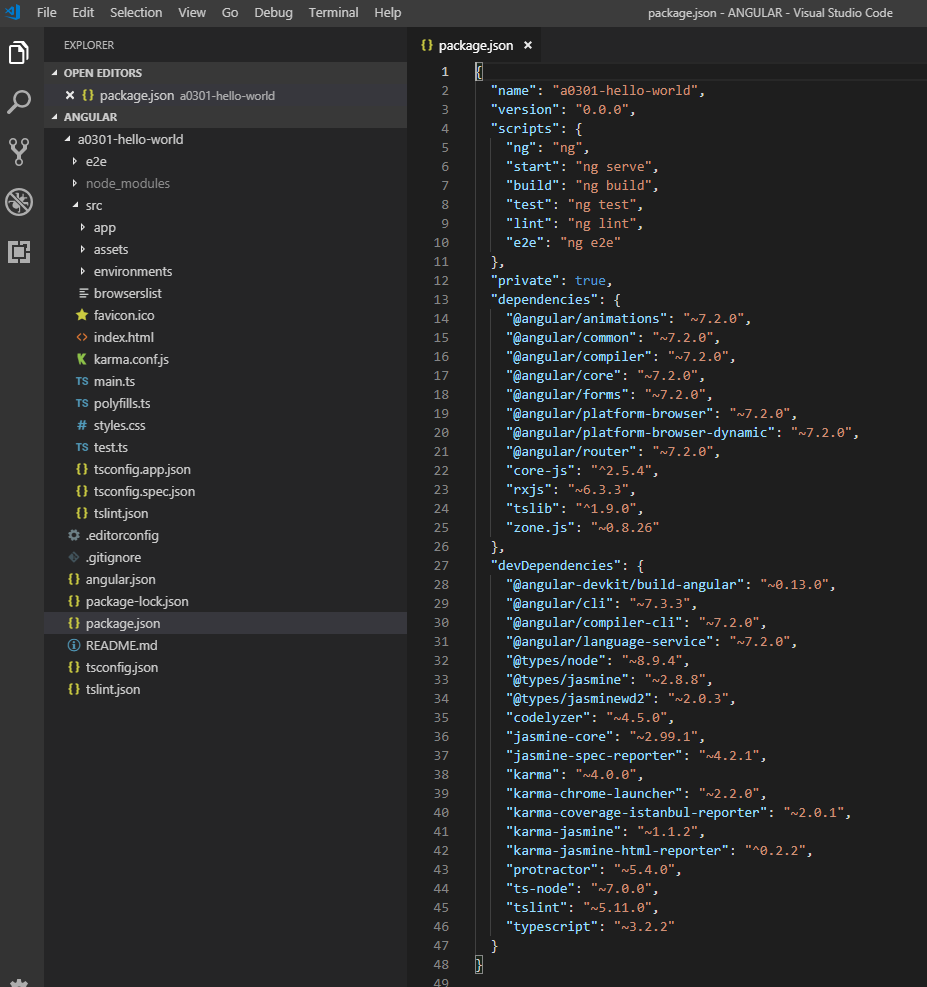 File Edit Selection View Go Debug Terminal Help package.json - ANGULAR - Visual Studio Code
EXPLORER
OPEN EDITORS
package.json a0301-hello-world
ANGULAR
a0301-hello-world
e2e
node_modules
src
app
assets
environments
browserslist
favicon.ico
index.html
karma.conf.js
TS main.ts
TS polyfills.ts
# styles.css
TS test.ts
{} tsconfig.app.json
{} tsconfig.spec.json
{} tslint.json
.editorconfig
.gitignore
{} angular.json
{} package-lock.json
{} package.json
README.md
{} tsconfig.json
{} tslint.json
{} package.json ×
1 {
2 "name": "a0301-hello-world",
3 "version": "0.0.0",
4 "scripts": {
5 "ng": "ng",
6 "start": "ng serve",
7 "build": "ng build",
8 "test": "ng test",
9 "lint": "ng lint",
10 "e2e": "ng e2e"
11 },
12 "private": true,
13 "dependencies": {
14 "@angular/animations": "~7.2.0",
15 "@angular/common": "~7.2.0",
16 "@angular/compiler": "~7.2.0",
17 "@angular/core": "~7.2.0",
18 "@angular/forms": "~7.2.0",
19 "@angular/platform-browser": "~7.2.0",
20 "@angular/platform-browser-dynamic": "~7.2.0",
21 "@angular/router": "~7.2.0",
22 "core-js": "^2.5.4",
23 "rxjs": "~6.3.3",
24 "tslib": "^1.9.0",
25 "zone.js": "~0.8.26"
26 },
27 "devDependencies": {
28 "@angular-devkit/build-angular": "~0.13.0",
29 "@angular/cli": "~7.3.3",
30 "@angular/compiler-cli": "~7.2.0",
31 "@angular/language-service": "~7.2.0",
32 "@types/node": "~8.9.4",
33 "@types/jasmine": "~2.8.8",
34 "@types/jasminewd2": "~2.0.3",
35 "codelyzer": "~4.5.0",
36 "jasmine-core": "~2.99.1",
37 "jasmine-spec-reporter": "~4.2.1",
38 "karma": "~4.0.0",
39 "karma-chrome-launcher": "~2.2.0",
40 "karma-coverage-istanbul-reporter": "~2.0.1",
41 "karma-jasmine": "~1.1.2",
42 "karma-jasmine-html-reporter": "^0.2.2",
43 "protractor": "~5.4.0",
44 "ts-node": "~7.0.0",
45 "tslint": "~5.11.0",
46 "typescript": "~3.2.2"
47 }
48 }
49